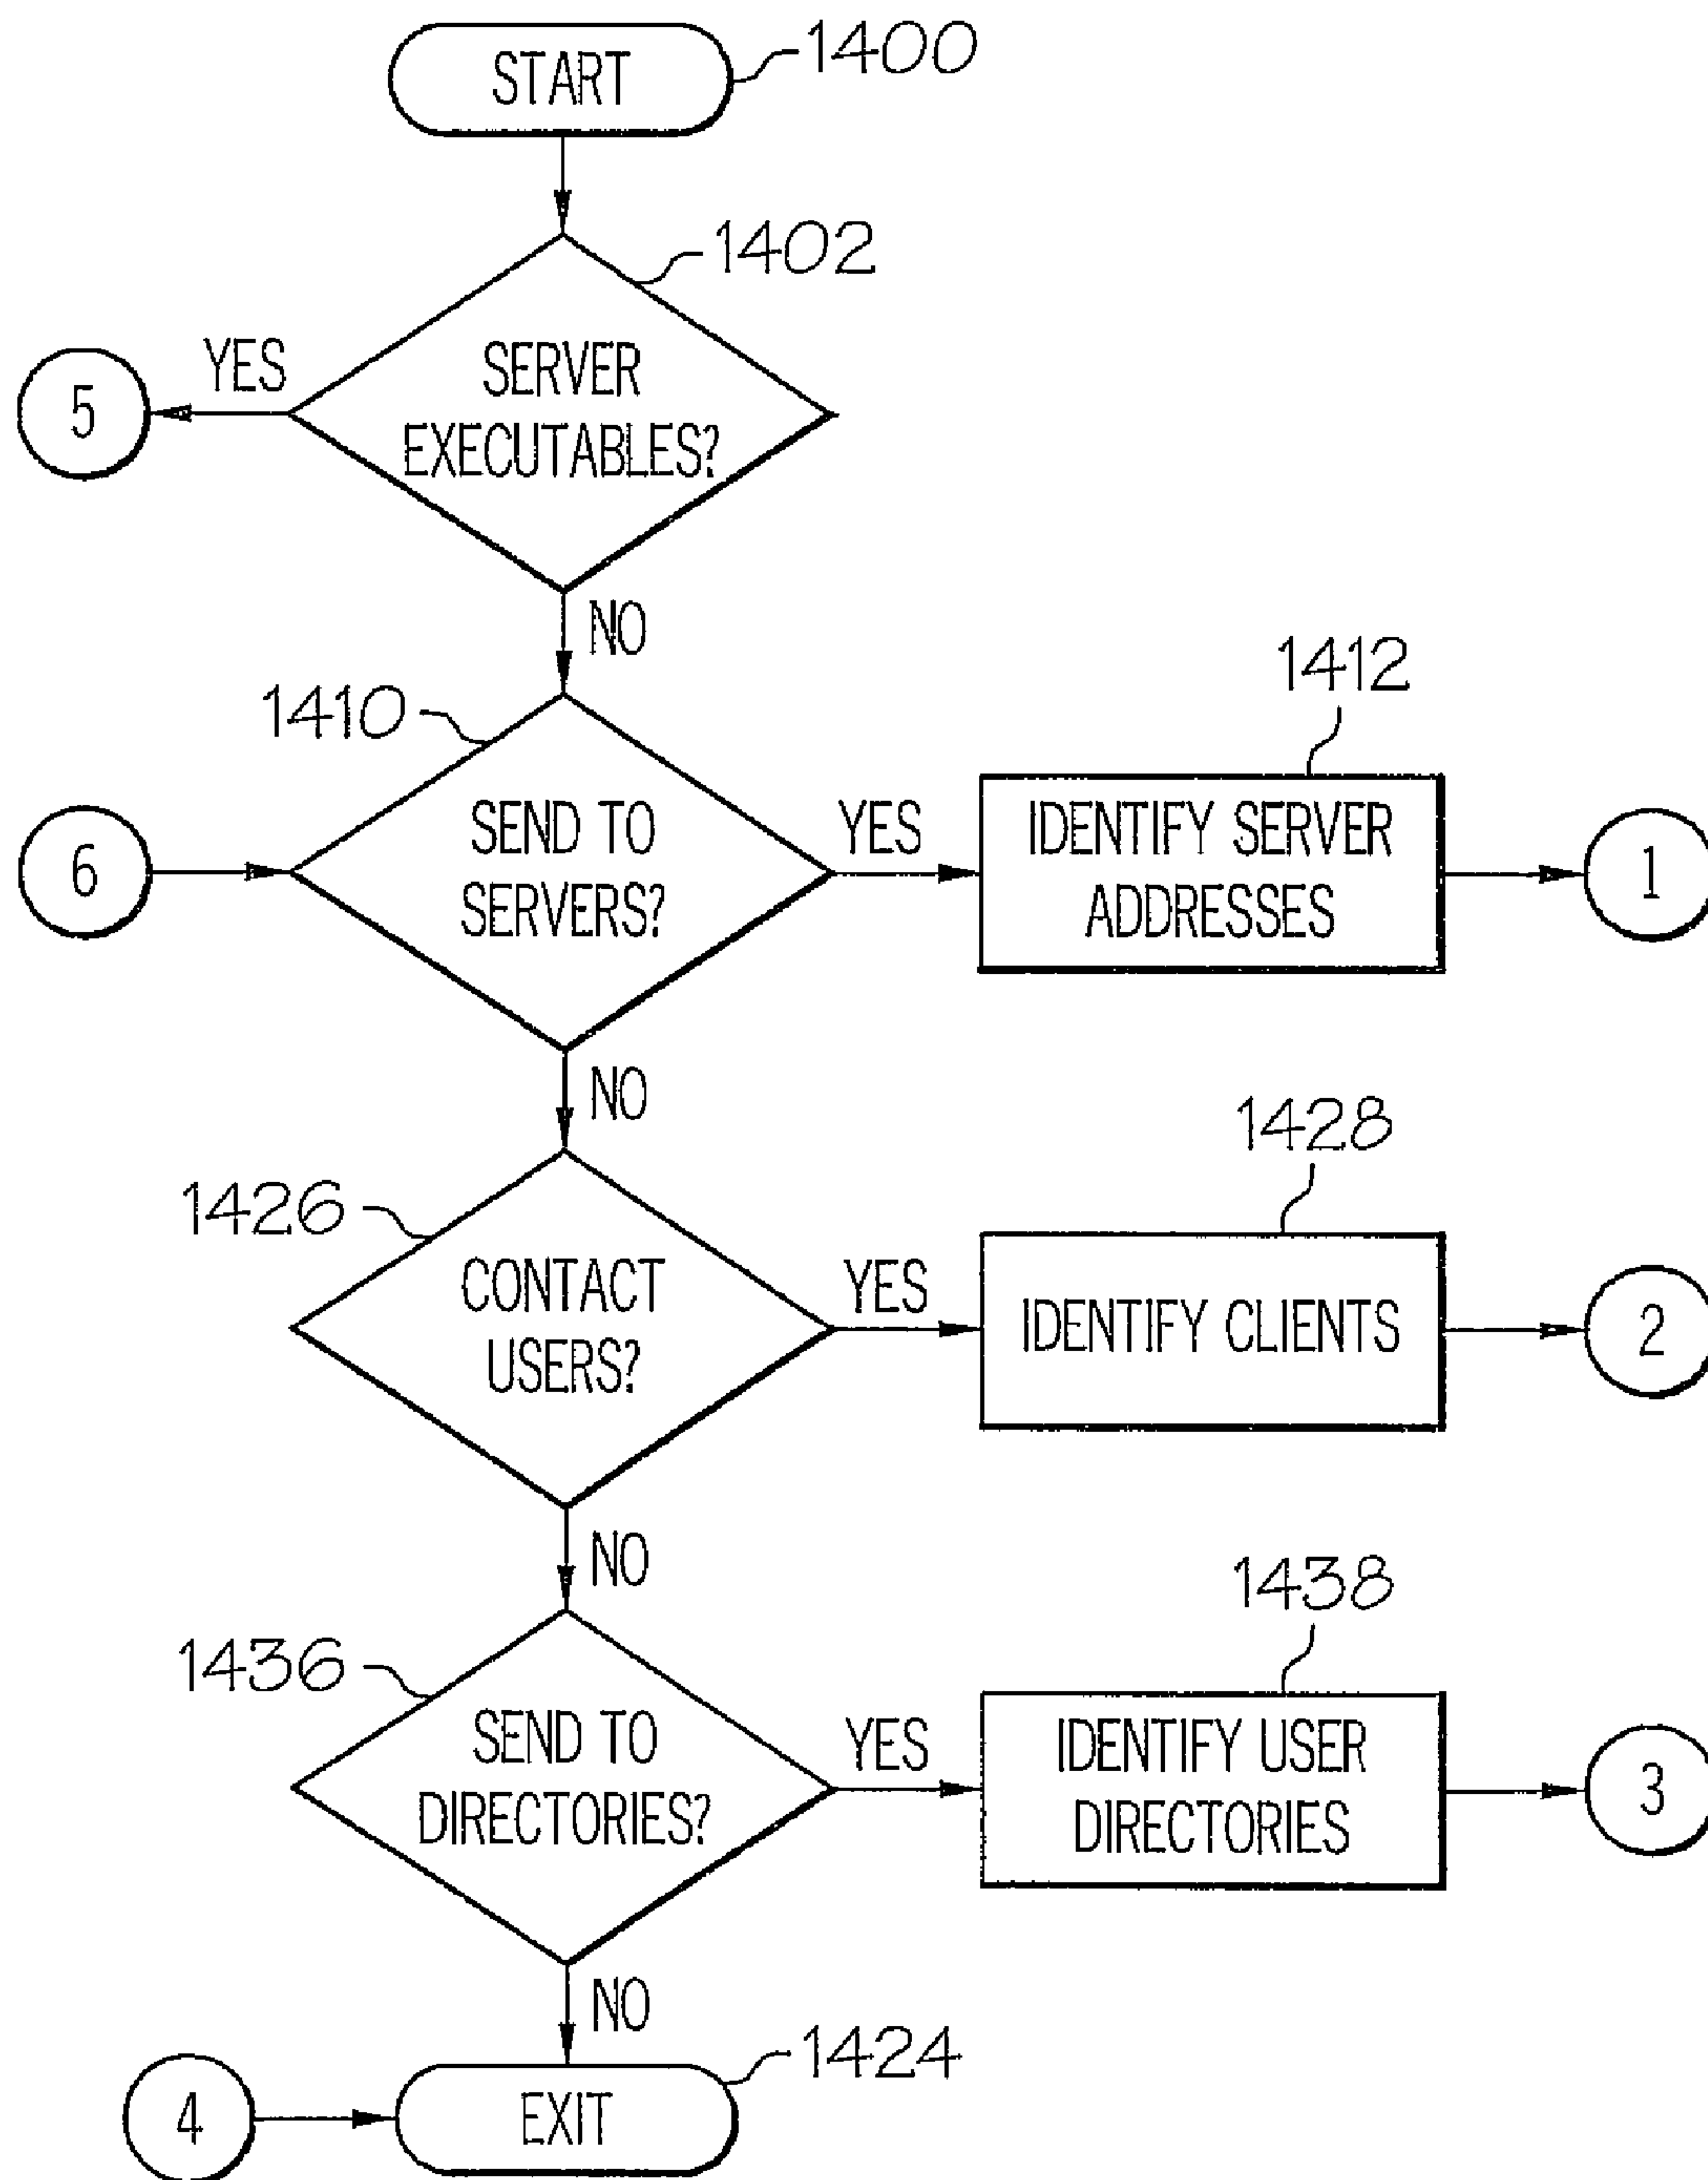 START
1400
1402
YES
SERVER
EXECUTABLES?
5
NO
1410
1412
6
SEND TO
SERVERS?
YES
IDENTIFY SERVER
ADDRESSES
1
NO
1426
1428
CONTACT
USERS?
YES
IDENTIFY CLIENTS
2
NO
1436
1438
SEND TO
DIRECTORIES?
YES
IDENTIFY USER
DIRECTORIES
3
NO
1424
4
EXIT